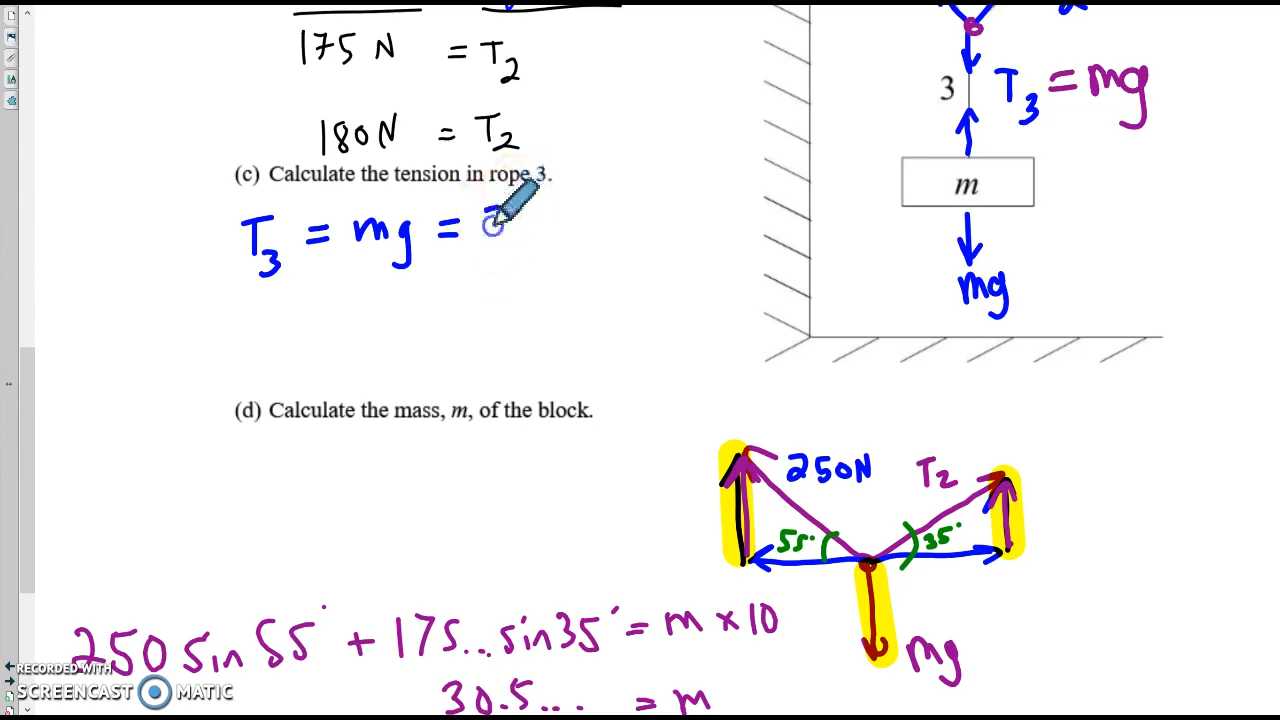 175 N = T2
180N = T2
(c) Calculate the tension in rope 3.
T3 = mg =
3 T3 = mg
m
mg
(d) Calculate the mass, m, of the block.
250N T2
55° 35°
mg
250 sin 55° + 175... sin 35° = m × 10
30.5... = m
RECORDED WITH
SCREENCAST MATIC